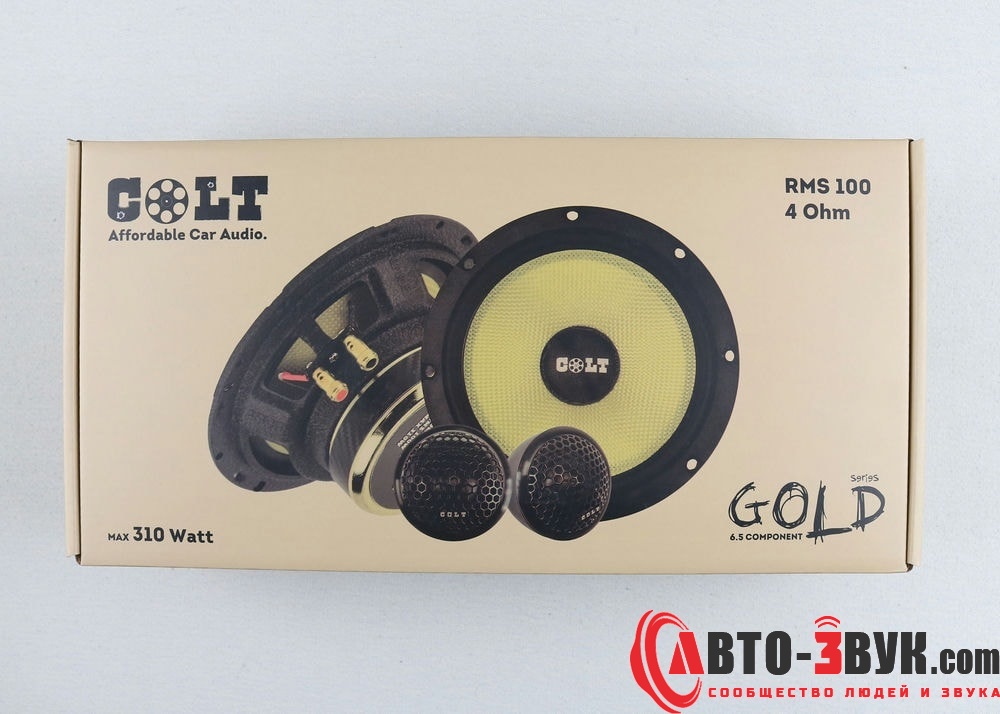 COLT
Affordable Car Audio.
RMS 100
4 Ohm
COLT
COLT
COLT
MAX 310 Watt
Series
GOLD
6.5 COMPONENT
АВТО-ЗВУК.com
СООБЩЕСТВО ЛЮДЕЙ И ЗВУКА